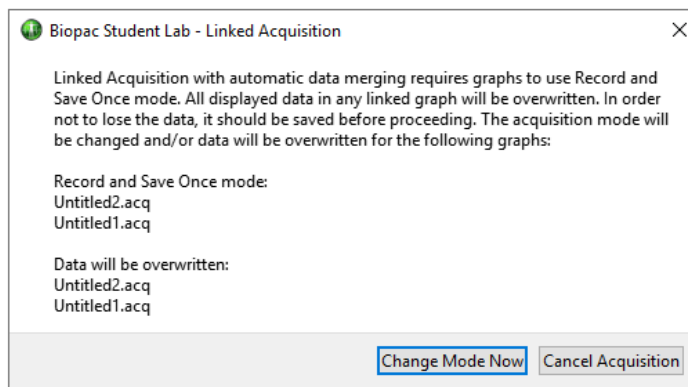 Biopac Student Lab - Linked Acquisition
Linked Acquisition with automatic data merging requires graphs to use Record and
Save Once mode. All displayed data in any linked graph will be overwritten. In order
not to lose the data, it should be saved before proceeding. The acquisition mode will
be changed and/or data will be overwritten for the following graphs:
Record and Save Once mode:
Untitled2.acq
Untitled1.acq
Data will be overwritten:
Untitled2.acq
Untitled1.acq
Change Mode Now Cancel Acquisition